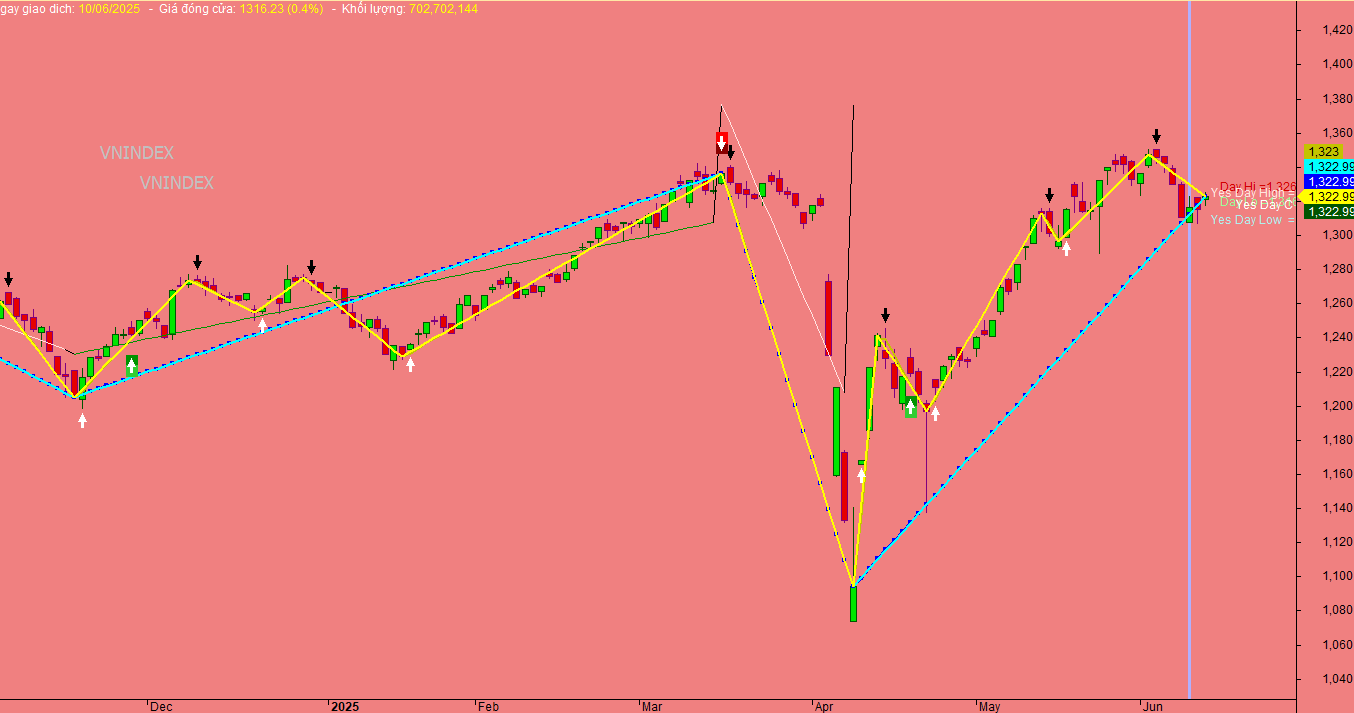 gay giao dich: 10/06/2025 - Giá đóng cửa: 1316,23 (0.4%) - Khối lượng: 702,702,144
1,420
1,400
1,380
1,360
VNINDEX
1,323
1,322.99
VNINDEX
1,322.99
Day Hi =1,326
Yes Day High =
1,322.99
Yes Day C
1,322.99
Yes Day Low =
1,300
1,280
1,260
1,240
1,220
1,200
1,180
1,160
1,140
1,120
1,100
1,080
1,060
1,040
Dec 2025 Feb Mar Apr May Jun